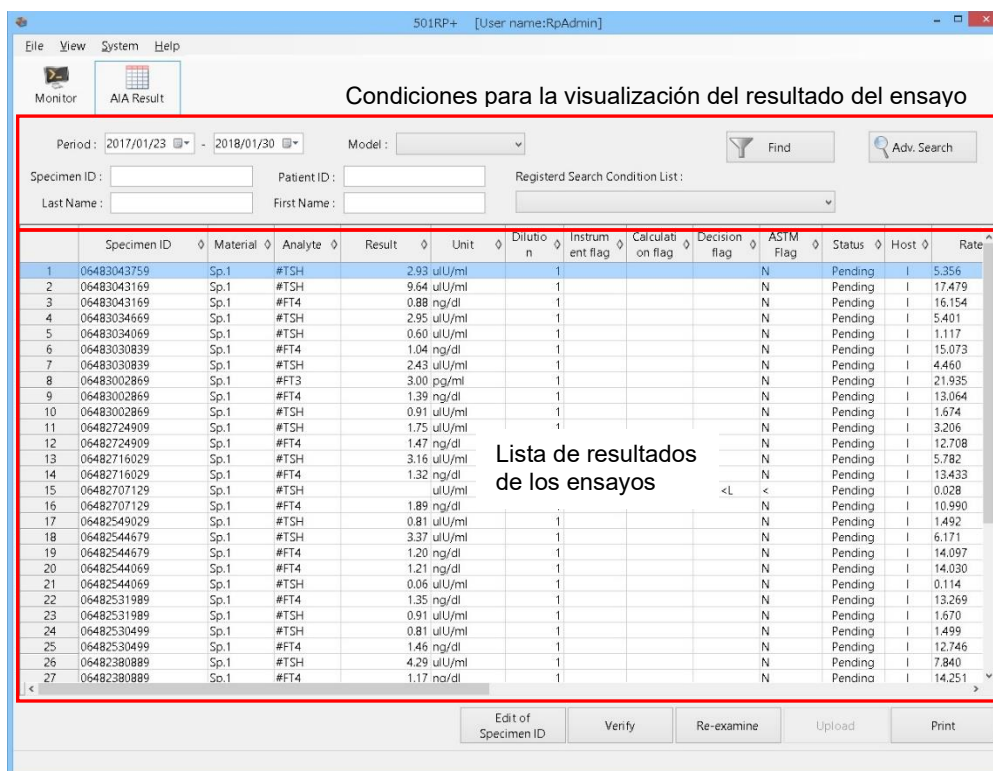 501RP+ [User name:RpAdmin]
File View System Help
Monitor AIA Result
Condiciones para la visualización del resultado del ensayo
Period : 2017/01/23 - 2018/01/30 Model : Find Adv. Search
Specimen ID : Patient ID : Registerd Search Condition List :
Last Name : First Name :
Specimen ID Material Analyte Result Unit Dilutio n Instrum ent flag Calculati on flag Decision flag ASTM Flag Status Host Rate
1 06483043759 Sp.1 #TSH 2.93 uIU/ml 1 N Pending I 5.356
2 06483043169 Sp.1 #TSH 9.64 uIU/ml 1 N Pending I 17.479
3 06483043169 Sp.1 #FT4 0.88 ng/dl 1 N Pending I 16.154
4 06483034669 Sp.1 #TSH 2.95 uIU/ml 1 N Pending I 5.401
5 06483034069 Sp.1 #TSH 0.60 uIU/ml 1 N Pending I 1.117
6 06483030839 Sp.1 #FT4 1.04 ng/dl 1 N Pending I 15.073
7 06483030839 Sp.1 #TSH 2.43 uIU/ml 1 N Pending I 4.460
8 06483002869 Sp.1 #FT3 3.00 pg/ml 1 N Pending I 21.935
9 06483002869 Sp.1 #FT4 1.39 ng/dl 1 N Pending I 13.064
10 06483002869 Sp.1 #TSH 0.91 uIU/ml 1 N Pending I 1.674
11 06482724909 Sp.1 #TSH 1.75 uIU/ml 1 N Pending I 3.206
12 06482724909 Sp.1 #FT4 1.47 ng/dl N Pending I 12.708
13 06482716029 Sp.1 #TSH 3.16 uIU/ml N Pending I 5.782
14 06482716029 Sp.1 #FT4 1.32 ng/dl N Pending I 13.433
Lista de resultados
de los ensayos
15 06482707129 Sp.1 #TSH uIU/ml <L < Pending I 0.028
16 06482707129 Sp.1 #FT4 1.89 ng/dl 1 N Pending I 10.990
17 06482549029 Sp.1 #TSH 0.81 uIU/ml 1 N Pending I 1.492
18 06482544679 Sp.1 #TSH 3.37 uIU/ml 1 N Pending I 6.171
19 06482544679 Sp.1 #FT4 1.20 ng/dl 1 N Pending I 14.097
20 06482544069 Sp.1 #FT4 1.21 ng/dl 1 N Pending I 14.030
21 06482544069 Sp.1 #TSH 0.06 uIU/ml 1 N Pending I 0.114
22 06482531989 Sp.1 #FT4 1.35 ng/dl 1 N Pending I 13.269
23 06482531989 Sp.1 #TSH 0.91 uIU/ml 1 N Pending I 1.670
24 06482530499 Sp.1 #TSH 0.81 uIU/ml 1 N Pending I 1.499
25 06482530499 Sp.1 #FT4 1.46 ng/dl 1 N Pending I 12.746
26 06482380889 Sp.1 #TSH 4.29 uIU/ml 1 N Pending I 7.840
27 06482380889 Sp.1 #FT4 1.17 ng/dl 1 N Pending I 14.251
Edit of Specimen ID Verify Re-examine Upload Print